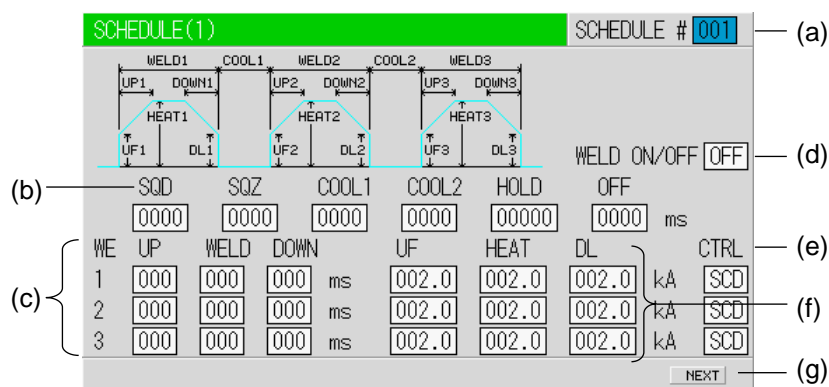 SCHEDULE(1) SCHEDULE # 001 (a)
WELD1 COOL1 WELD2 COOL2 WELD3
UP1 DOWN1 UP2 DOWN2 UP3 DOWN3
HEAT1 HEAT2 HEAT3
UF1 DL1 UF2 DL2 UF3 DL3
WELD ON/OFF OFF (d)
(b) SQD SQZ COOL1 COOL2 HOLD OFF
0000 0000 0000 0000 00000 0000 ms
WE UP WELD DOWN UF HEAT DL CTRL (e)
1 000 000 000 ms 002.0 002.0 002.0 kA SCD
(c) 2 000 000 000 ms 002.0 002.0 002.0 kA SCD (f)
3 000 000 000 ms 002.0 002.0 002.0 kA SCD
NEXT (g)